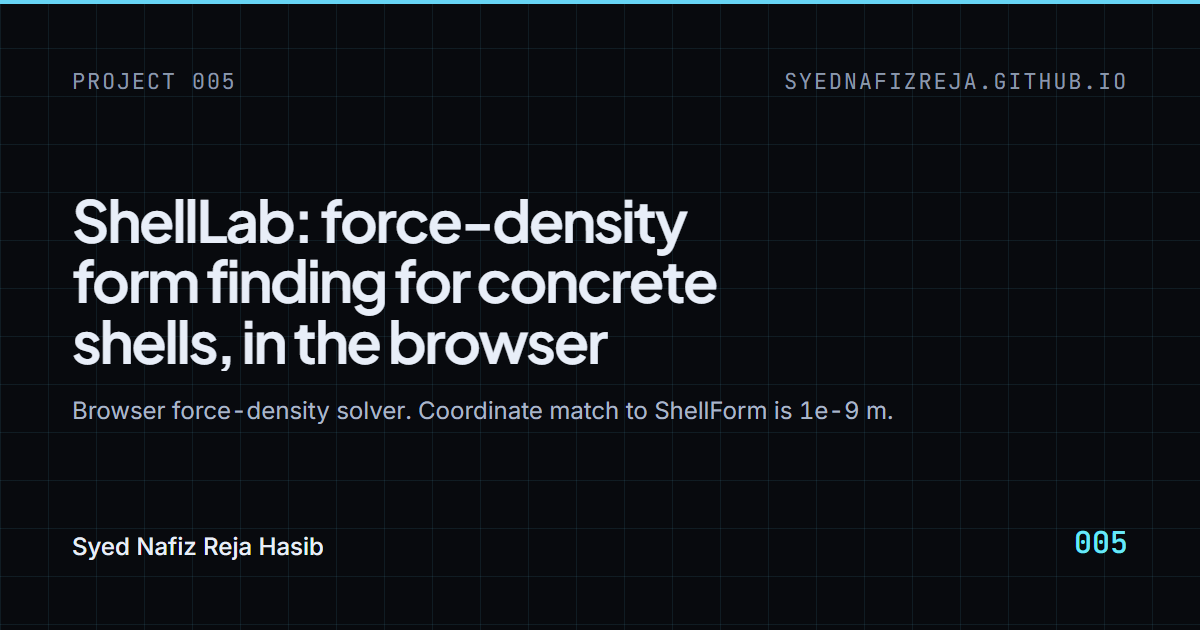 PROJECT 005
SYEDNAFIZREJA.GITHUB.IO
ShellLab: force-density
form finding for concrete
shells, in the browser
Browser force-density solver. Coordinate match to ShellForm is 1e-9 m.
Syed Nafiz Reja Hasib
005